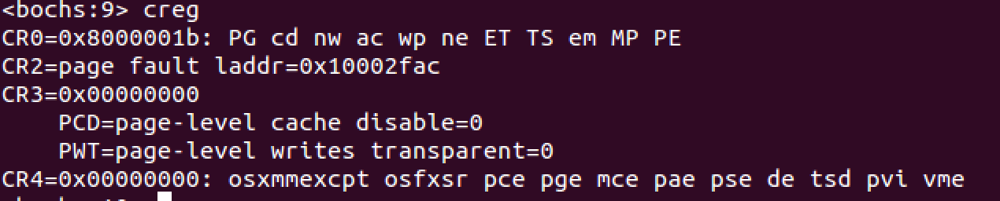 <bochs:9> creg
CR0=0x8000001b: PG cd nw ac wp ne ET TS em MP PE
CR2=page fault laddr=0x10002fac
CR3=0x00000000
    PCD=page-level cache disable=0
    PWT=page-level writes transparent=0
CR4=0x00000000: osxmmexcpt osfxsr pce pge mce pae pse de tsd pvi vme